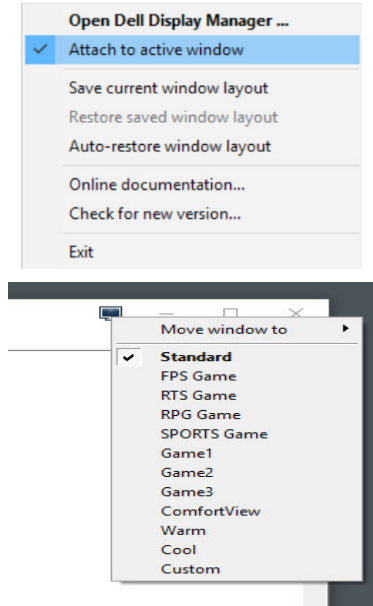 Open Dell Display Manager ...
Attach to active window
Save current window layout
Restore saved window layout
Auto-restore window layout
Online documentation...
Check for new version...
Exit
Move window to
Standard
FPS Game
RTS Game
RPG Game
SPORTS Game
Game1
Game2
Game3
ComfortView
Warm
Cool
Custom